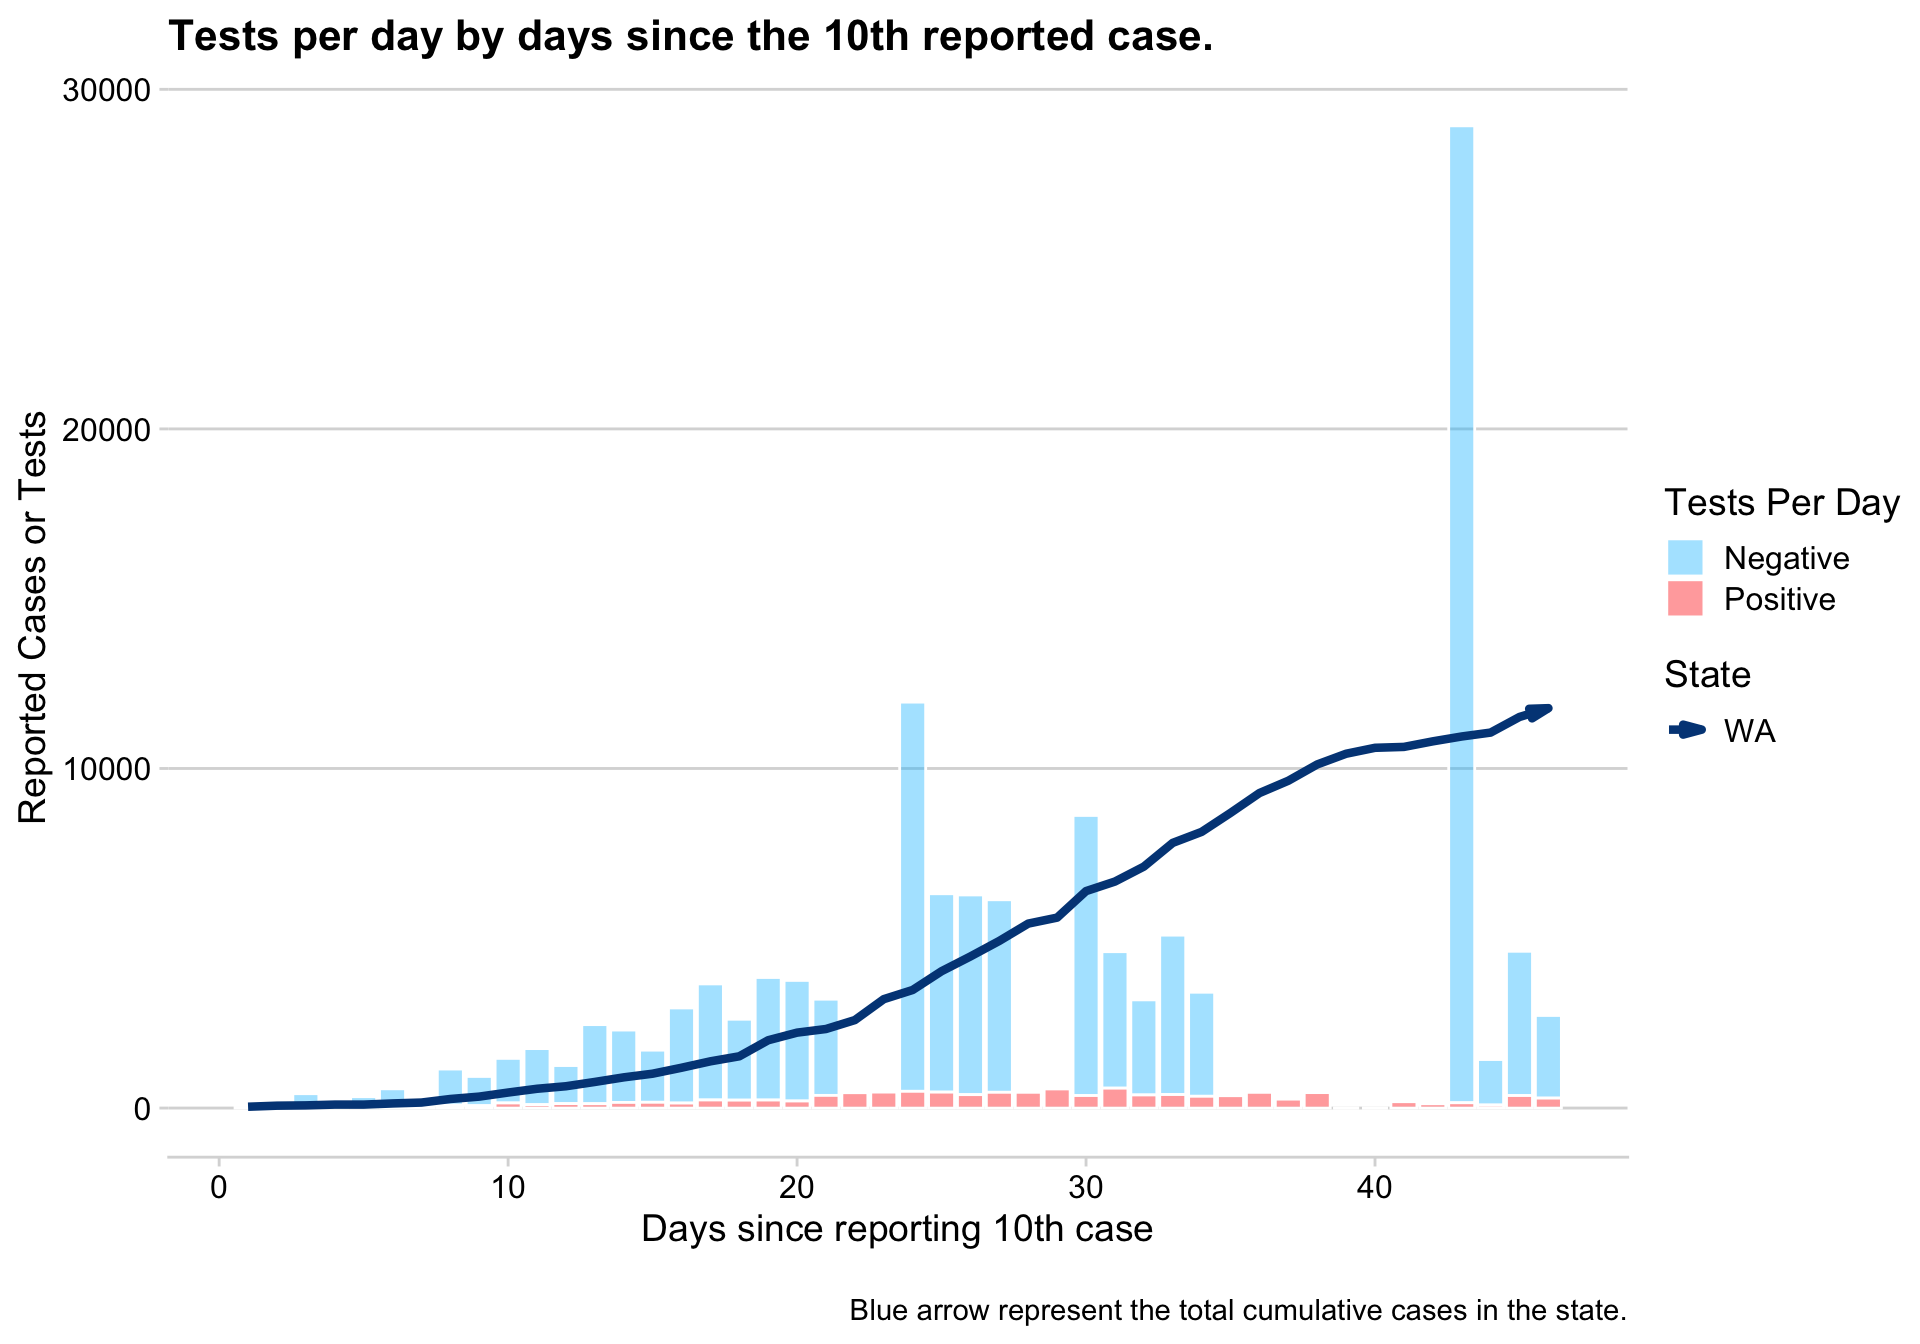 Tests per day by days since the 10th reported case.
30000
20000
10000
0
Reported Cases or Tests
0 10 20 30 40
Days since reporting 10th case
Tests Per Day
Negative
Positive
State
WA
Blue arrow represent the total cumulative cases in the state.